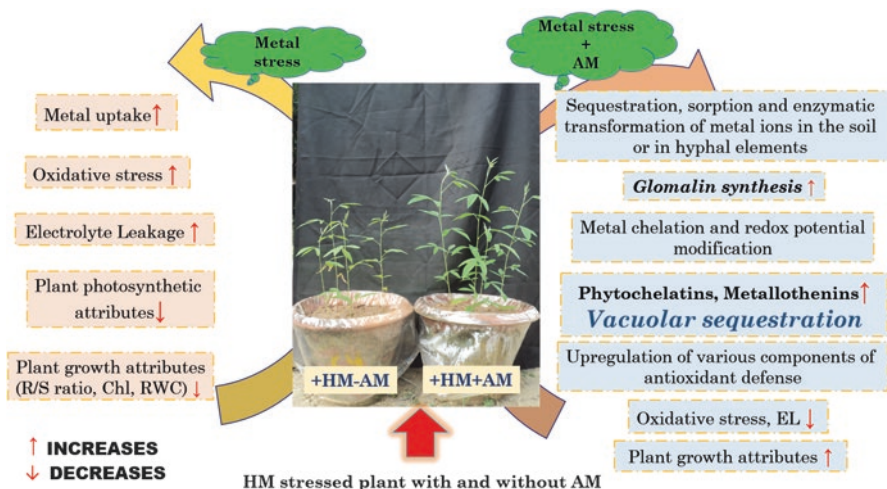 Metal
stress
Metal stress
+
AM
Metal uptake↑
Oxidative stress ↑
Electrolyte Leakage ↑
Plant photosynthetic
attributes↓
Plant growth attributes
(R/S ratio, Chl, RWC) ↓
↑ INCREASES
↓ DECREASES
+HM-AM
+HM+AM
HM stressed plant with and without AM
Sequestration, sorption and enzymatic
transformation of metal ions in the soil
or in hyphal elements
Glomalin synthesis ↑
Metal chelation and redox potential
modification
Phytochelatins, Metallothenins↑
Vacuolar sequestration
Upregulation of various components of
antioxidant defense
Oxidative stress, EL ↓
Plant growth attributes ↑